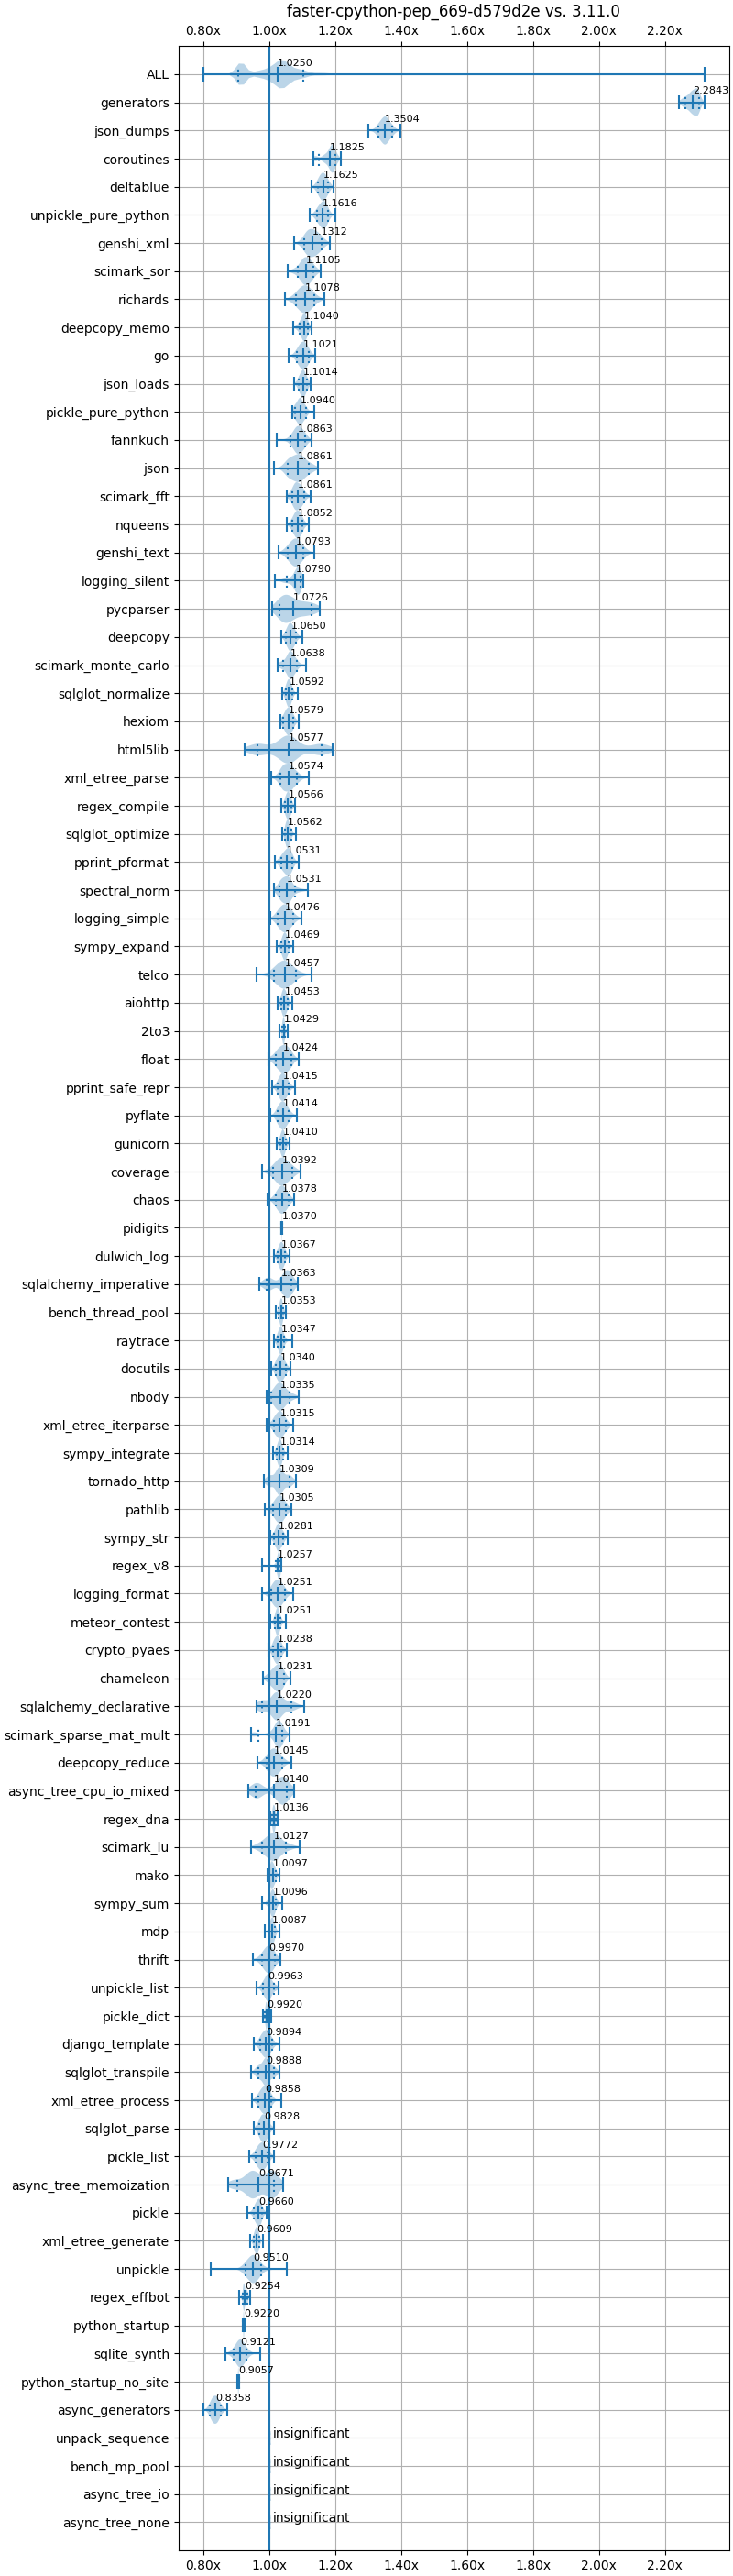 faster-cpython-pep_669-d579d2e vs. 3.11.0
0.80x 1.00x 1.20x 1.40x 1.60x 1.80x 2.00x 2.20x
ALL 1.0250
generators 2.2843
json_dumps 1.3504
coroutines 1.1825
deltablue 1.1625
unpickle_pure_python 1.1616
genshi_xml 1.1312
scimark_sor 1.1105
richards 1.1078
deepcopy_memo 1.1040
go 1.1021
json_loads 1.1014
pickle_pure_python 1.0940
fannkuch 1.0863
json 1.0861
scimark_fft 1.0861
nqueens 1.0852
genshi_text 1.0793
logging_silent 1.0790
pycparser 1.0726
deepcopy 1.0650
scimark_monte_carlo 1.0638
sqlglot_normalize 1.0592
hexiom 1.0579
html5lib 1.0577
xml_etree_parse 1.0574
regex_compile 1.0566
sqlglot_optimize 1.0562
pprint_pformat 1.0531
spectral_norm 1.0531
logging_simple 1.0476
sympy_expand 1.0469
telco 1.0457
aiohttp 1.0453
2to3 1.0429
float 1.0424
pprint_safe_repr 1.0415
pyflate 1.0414
gunicorn 1.0410
coverage 1.0392
chaos 1.0378
pidigits 1.0370
dulwich_log 1.0367
sqlalchemy_imperative 1.0363
bench_thread_pool 1.0353
raytrace 1.0347
docutils 1.0340
nbody 1.0335
xml_etree_iterparse 1.0315
sympy_integrate 1.0314
tornado_http 1.0309
pathlib 1.0305
sympy_str 1.0281
regex_v8 1.0257
logging_format 1.0251
meteor_contest 1.0251
crypto_pyaes 1.0238
chameleon 1.0231
sqlalchemy_declarative 1.0220
scimark_sparse_mat_mult 1.0191
deepcopy_reduce 1.0145
async_tree_cpu_io_mixed 1.0140
regex_dna 1.0136
scimark_lu 1.0127
mako 1.0097
sympy_sum 1.0096
mdp 1.0087
thrift 0.9970
unpickle_list 0.9963
pickle_dict 0.9920
django_template 0.9894
sqlglot_transpile 0.9888
xml_etree_process 0.9858
sqlglot_parse 0.9828
pickle_list 0.9772
async_tree_memoization 0.9671
pickle 0.9660
xml_etree_generate 0.9609
unpickle 0.9510
regex_effbot 0.9254
python_startup 0.9220
sqlite_synth 0.9121
python_startup_no_site 0.9057
async_generators 0.8358
unpack_sequence insignificant
bench_mp_pool insignificant
async_tree_io insignificant
async_tree_none insignificant
0.80x 1.00x 1.20x 1.40x 1.60x 1.80x 2.00x 2.20x